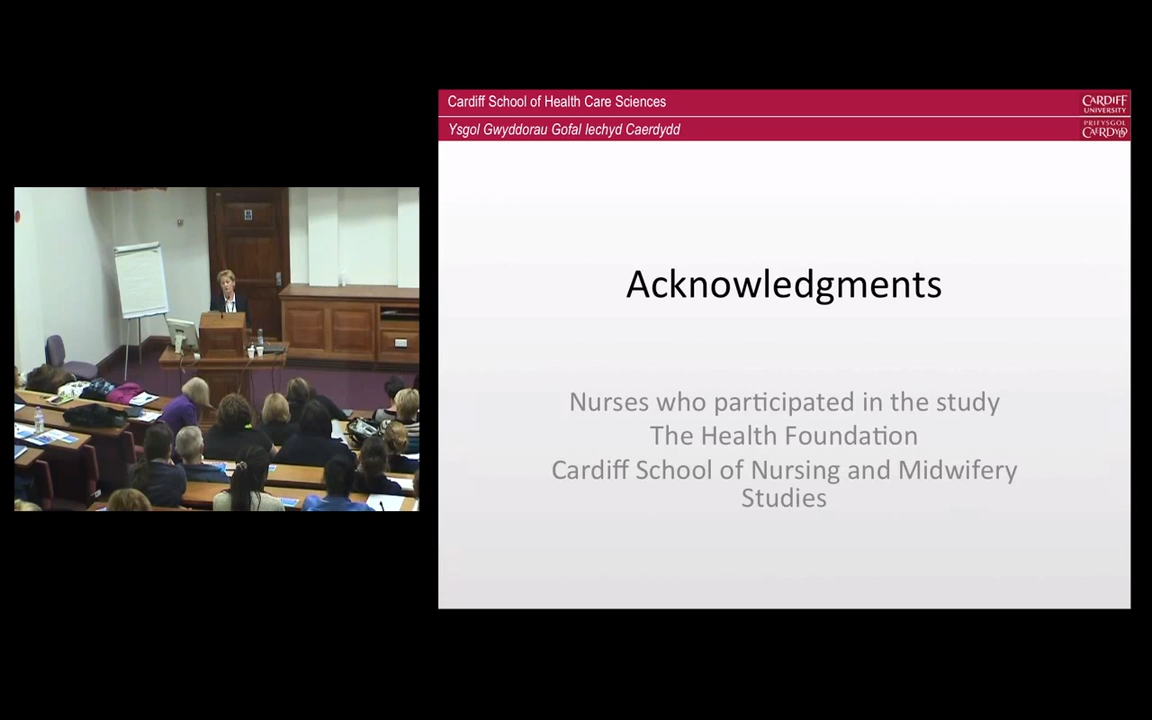 Cardiff School of Health Care Sciences
Ysgol Gwyddorau Gofal Iechyd Caerdydd
CARDIFF
UNIVERSITY
PRIFYSGOL
CAERDYDD
Acknowledgments
Nurses who participated in the study
The Health Foundation
Cardiff School of Nursing and Midwifery
Studies